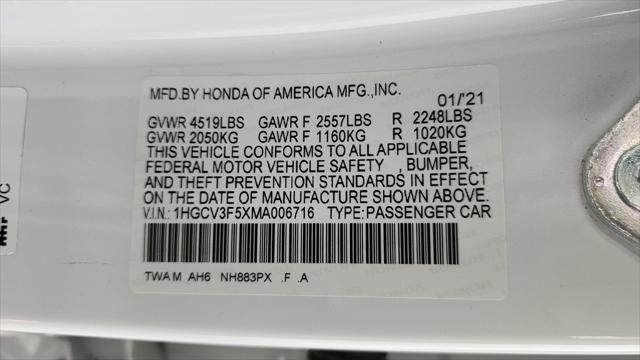 MFD.BY HONDA OF AMERICA MFG.,INC.
01/'21
GVWR 4519LBS GAWR F 2557LBS R 2248LBS
GVWR 2050KG GAWR F 1160KG R 1020KG
THIS VEHICLE CONFORMS TO ALL APPLICABLE
FEDERAL MOTOR VEHICLE SAFETY , BUMPER,
AND THEFT PREVENTION STANDARDS IN EFFECT
ON THE DATE OF MANUFACTURE SHOWN ABOVE.
V.I.N.: 1HGCV3F5XMA006716 TYPE:PASSENGER CAR
TWA M AH6 NH883PX .F .A
VC